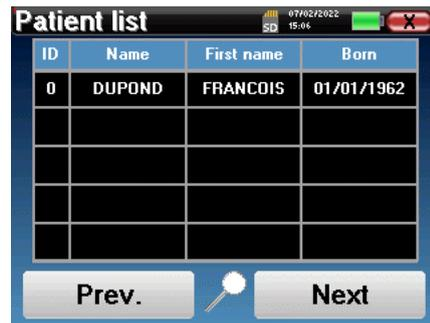 Patient list SD 07/02/2022 15:06 X
ID Name First name Born
0 DUPOND FRANCOIS 01/01/1962
Prev. Next